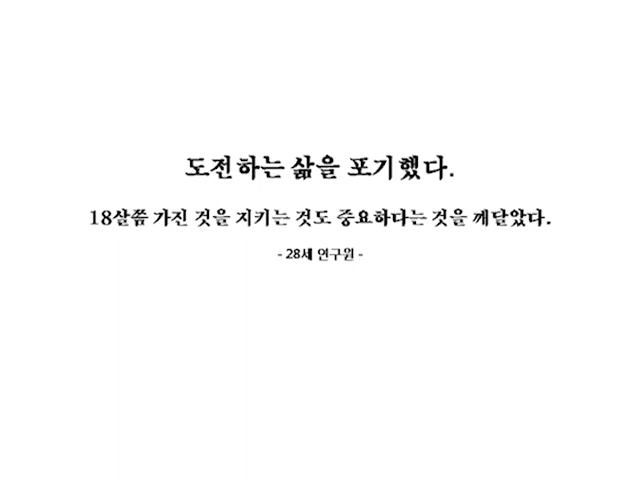 도전하는 삶을 포기했다.
18살쯤 가진 것을 지키는 것도 중요하다는 것을 깨달았다.
- 28세 연구원 -